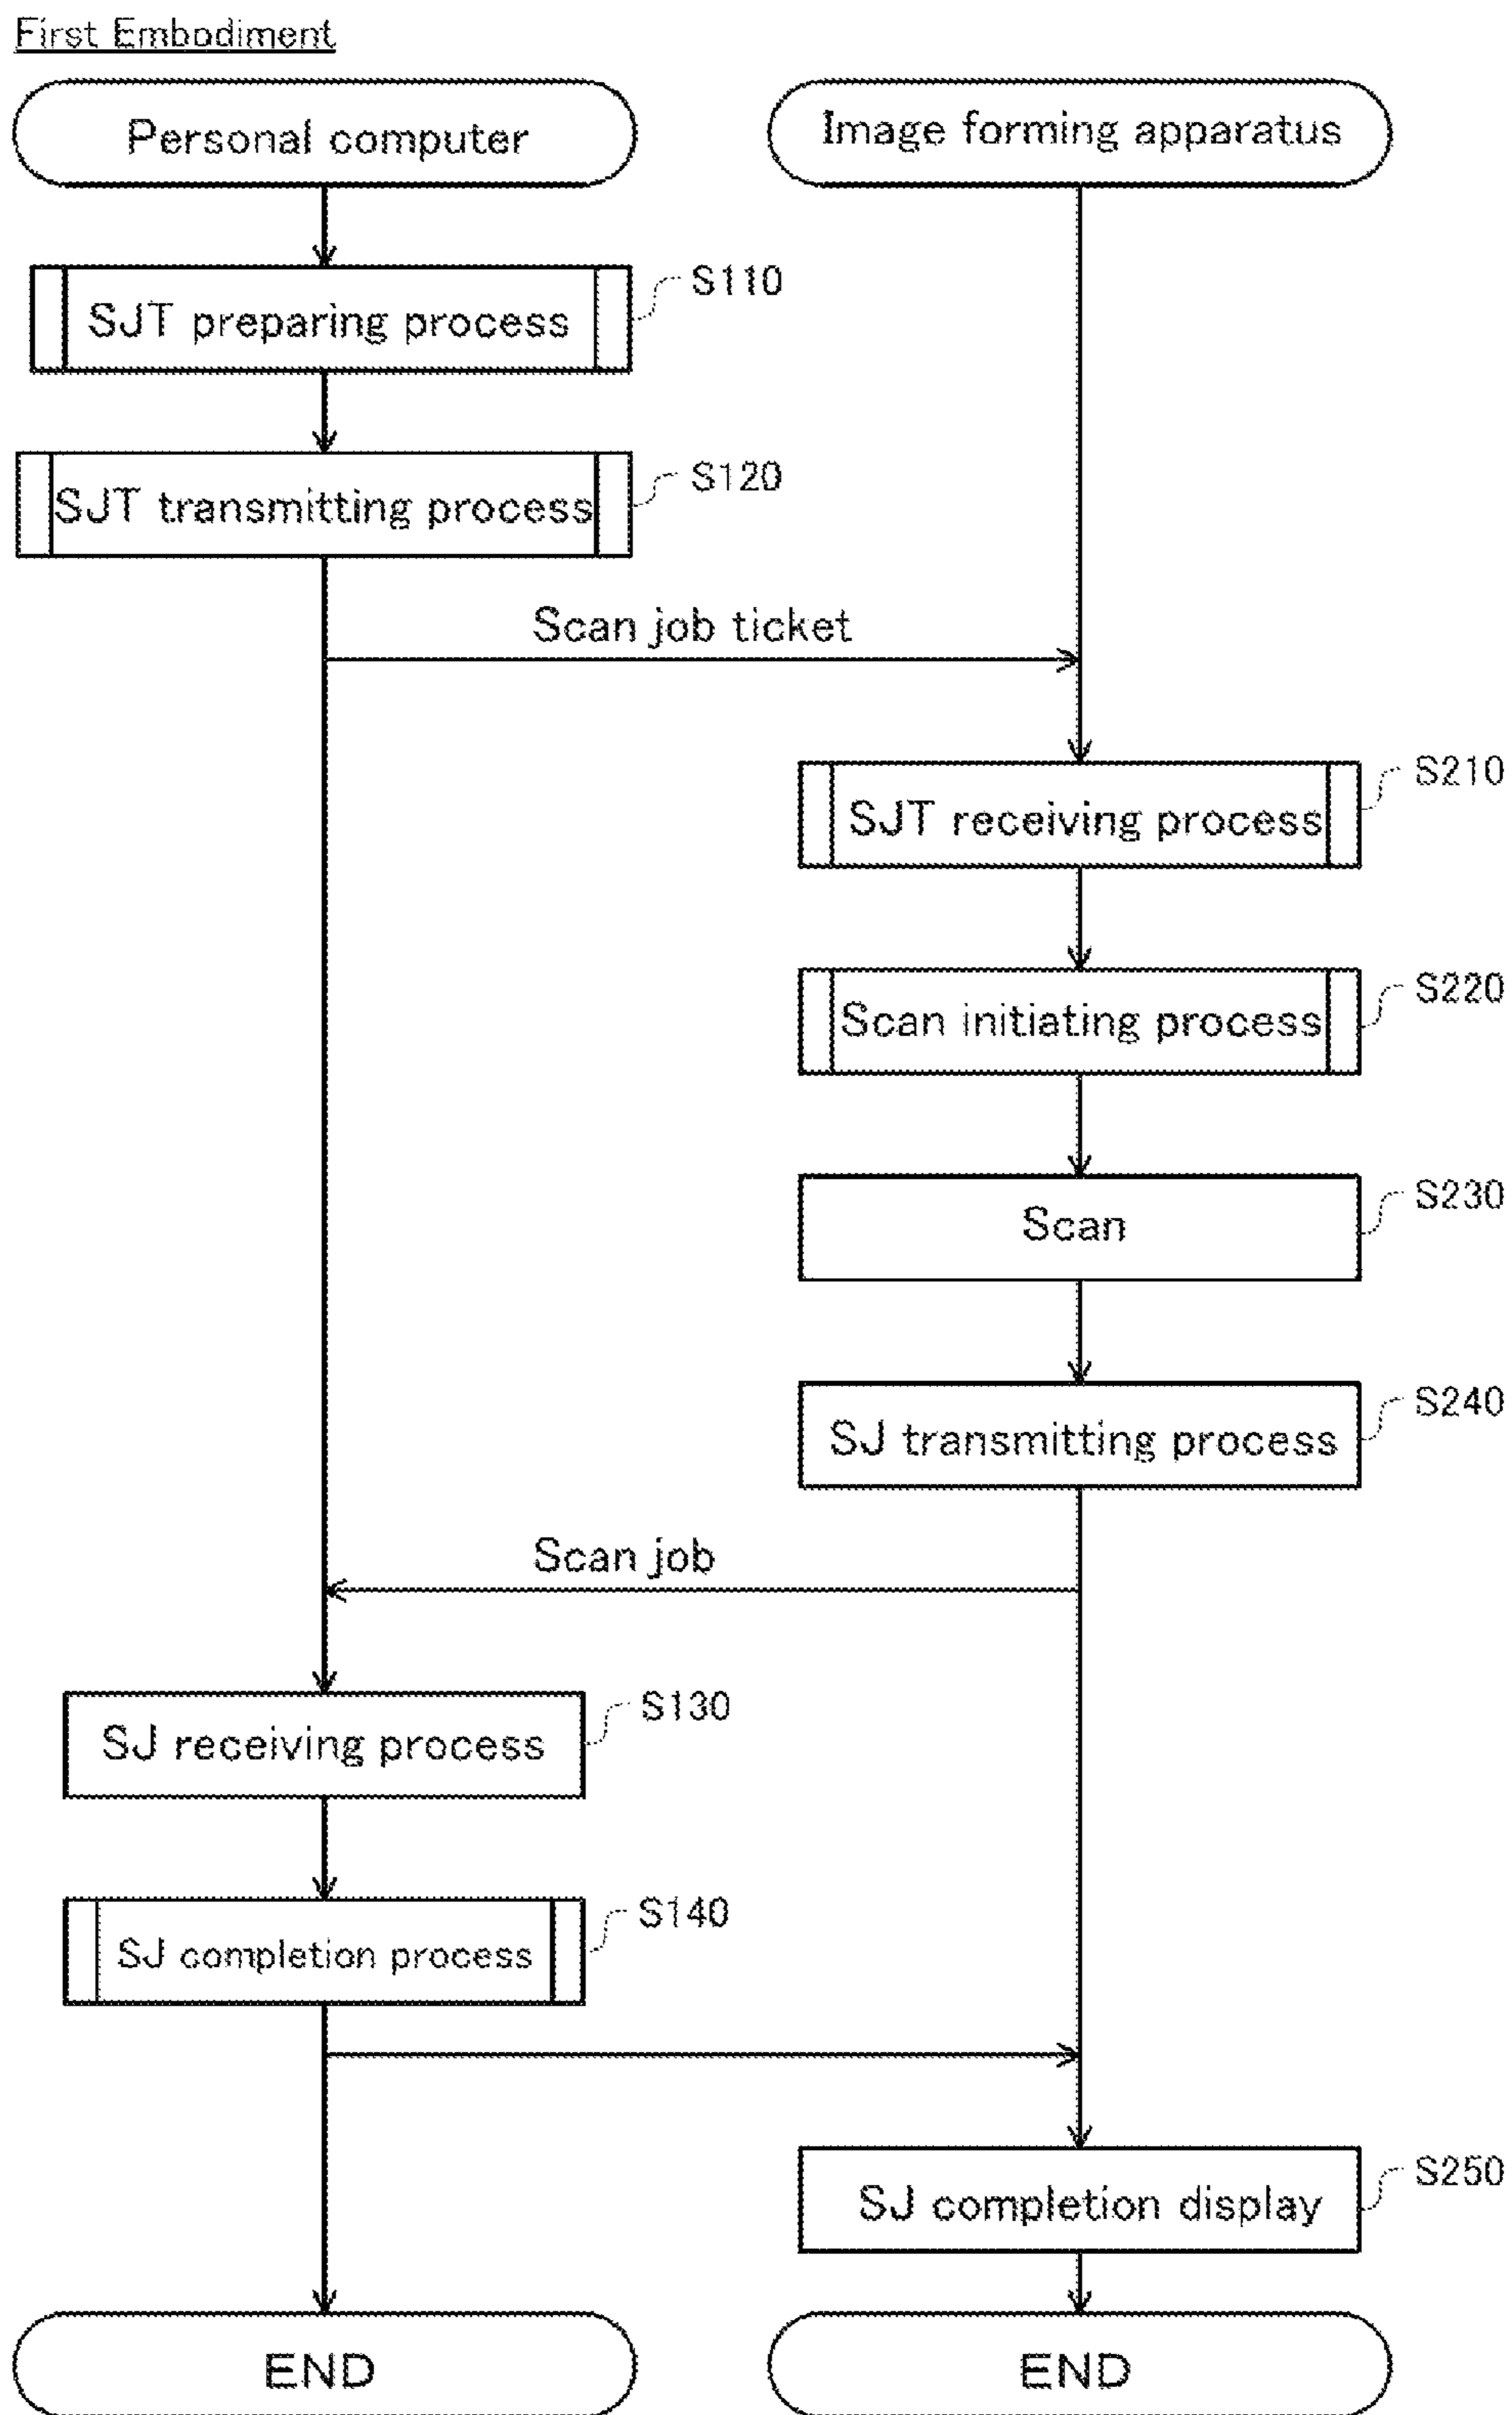 First Embodiment
Personal computer
Image forming apparatus
SJT preparing process
S110
SJT transmitting process
S120
Scan job ticket
SJT receiving process
S210
Scan initiating process
S220
Scan
S230
SJ transmitting process
S240
Scan job
SJ receiving process
S130
SJ completion process
S140
SJ completion display
S250
END
END